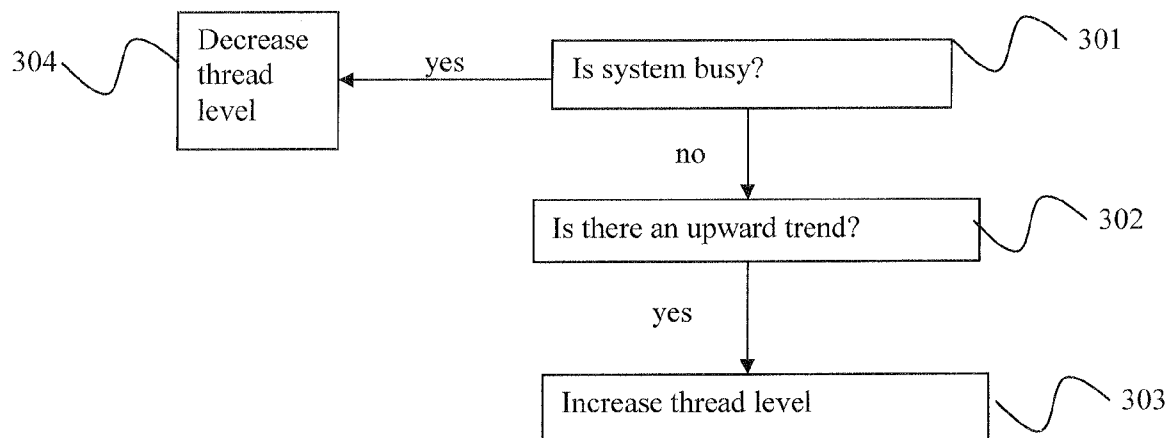 304
Decrease
thread
level
yes
Is system busy?
301
no
Is there an upward trend?
302
yes
Increase thread level
303